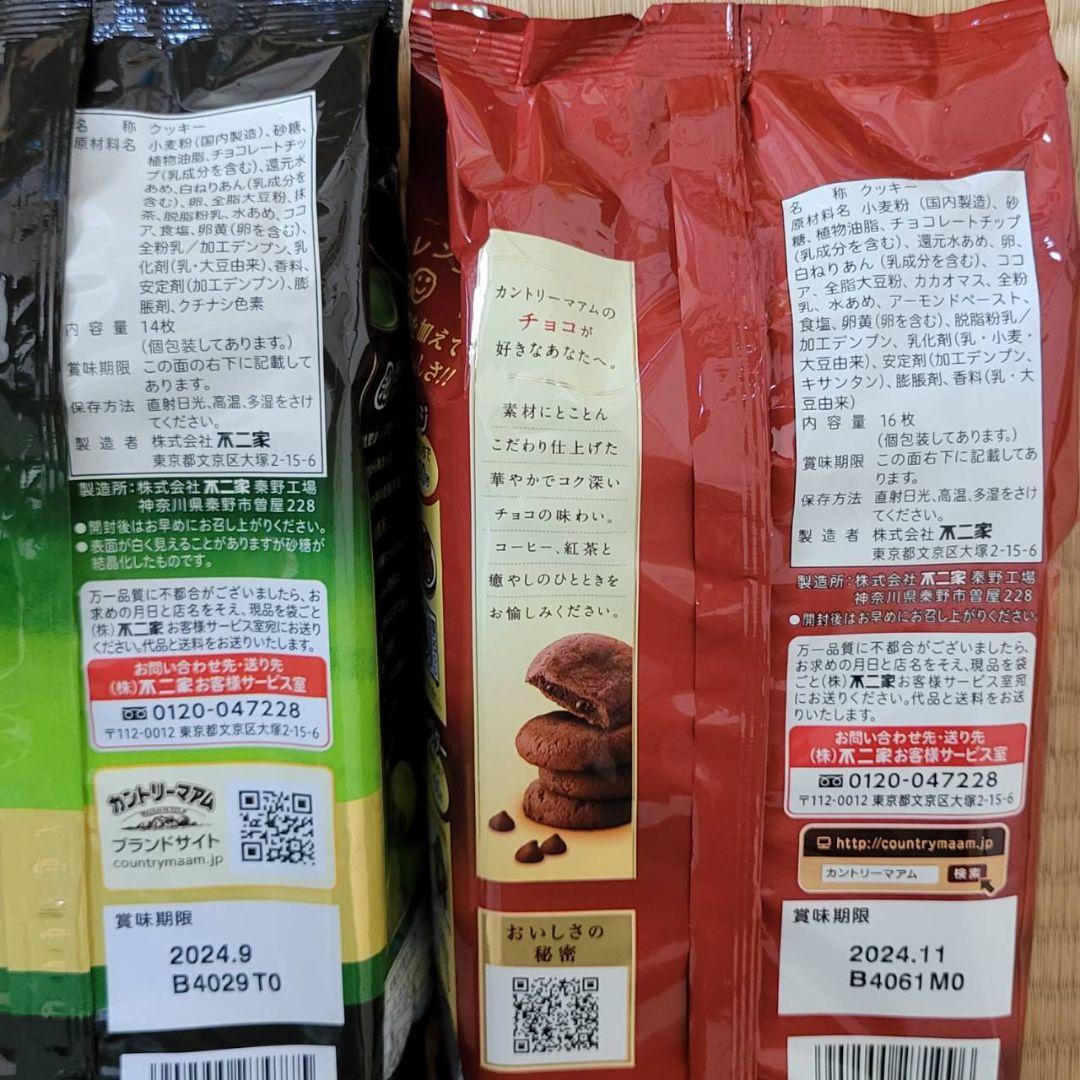 名 称 クッキー
原材料名 小麦粉(国内製造)、砂糖、
植物油脂、チョコレートチッ
プ(乳成分を含む)、還元水
あめ、白ねりあん(乳成分を
含む)、卵、全脂大豆粉、抹
茶、脱脂粉乳、水あめ、ココ
ア、食塩、卵黄(卵を含む)、
全粉乳/加工デンプン、乳
化剤(乳・大豆由来)、香料、
安定剤(加工デンプン)、膨
脹剤、クチナシ色素
内容量 14枚
(個包装してあります。)
賞味期限 この面の右下に記載して
あります。
保存方法 直射日光、高温、多湿をさけ
てください。
製造者 株式会社 不二家
東京都文京区大塚2-15-6
製造所:株式会社 不二家 秦野工場
神奈川県秦野市曽屋228
●開封後はお早めにお召し上がりください。
●表面が白く見えることがありますが砂糖が
結晶化したものです。
万一品質に不都合がございましたら、お
求めの月日と店名をそえ、現品を袋ごと
(株)不二家 お客様サービス室宛にお送り
ください。代品と送料をお送りいたします。
お問い合わせ先・送り先
(株)不二家お客様サービス室
0120-047228
〒112-0012 東京都文京区大塚2-15-6
カントリーマアム
ブランドサイト
countrymaam.jp
賞味期限
2024.9
B4029T0
レンジ
加えて
さ!!
カントリーマアムの
チョコが
好きなあなたへ。
素材にとことん
こだわり仕上げた
華やかでコク深い
チョコの味わい。
コーヒー、紅茶と
癒やしのひとときを
お愉しみください。
おいしさの
秘密
名 称 クッキー
原材料名 小麦粉(国内製造)、砂
糖、植物油脂、チョコレートチップ
(乳成分を含む)、還元水あめ、卵、
白ねりあん(乳成分を含む)、ココ
ア、全脂大豆粉、カカオマス、全粉
乳、水あめ、アーモンドペースト、
食塩、卵黄(卵を含む)、脱脂粉乳/
加工デンプン、乳化剤(乳・小麦・
大豆由来)、安定剤(加工デンプン、
キサンタン)、膨脹剤、香料(乳・大
豆由来)
内容量 16枚
(個包装してあります。)
賞味期限 この面右下に記載してあ
ります。
保存方法 直射日光、高温、多湿をさけ
てください。
製造者 株式会社 不二家
東京都文京区大塚2-15-6
製造所:株式会社 不二家 秦野工場
神奈川県秦野市曽屋228
●開封後はお早めにお召し上がりください。
万一品質に不都合がございましたら、
お求めの月日と店名をそえ、現品を袋
ごと(株)不二家 お客様サービス室宛
にお送りください。代品と送料をお送
りいたします。
お問い合わせ先・送り先
(株)不二家お客様サービス室
0120-047228
〒112-0012 東京都文京区大塚2-15-6
http://countrymaam.jp
カントリーマアム 検索
賞味期限
2024.11
B4061M0